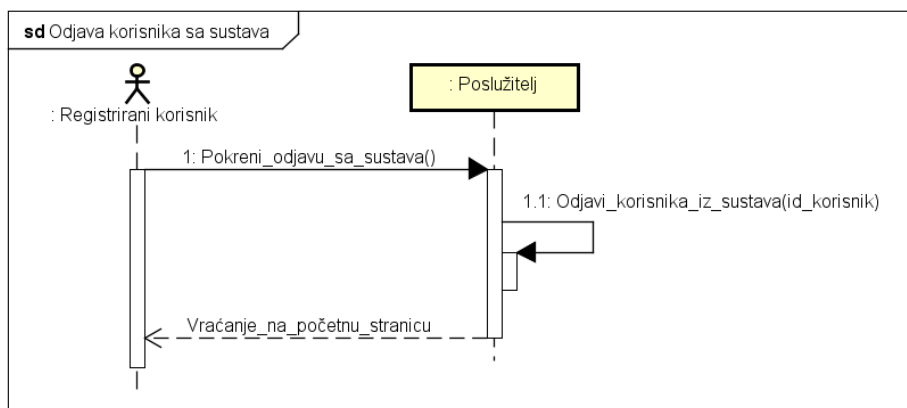 sd Odjava korisnika sa sustava
: Registrirani korisnik
: Poslužitelj
1: Pokreni_odjavu_sa_sustava()
1.1: Odjavi_korisnika_iz_sustava(id_korisnik)
Vraćanje_na_početnu_stranicu